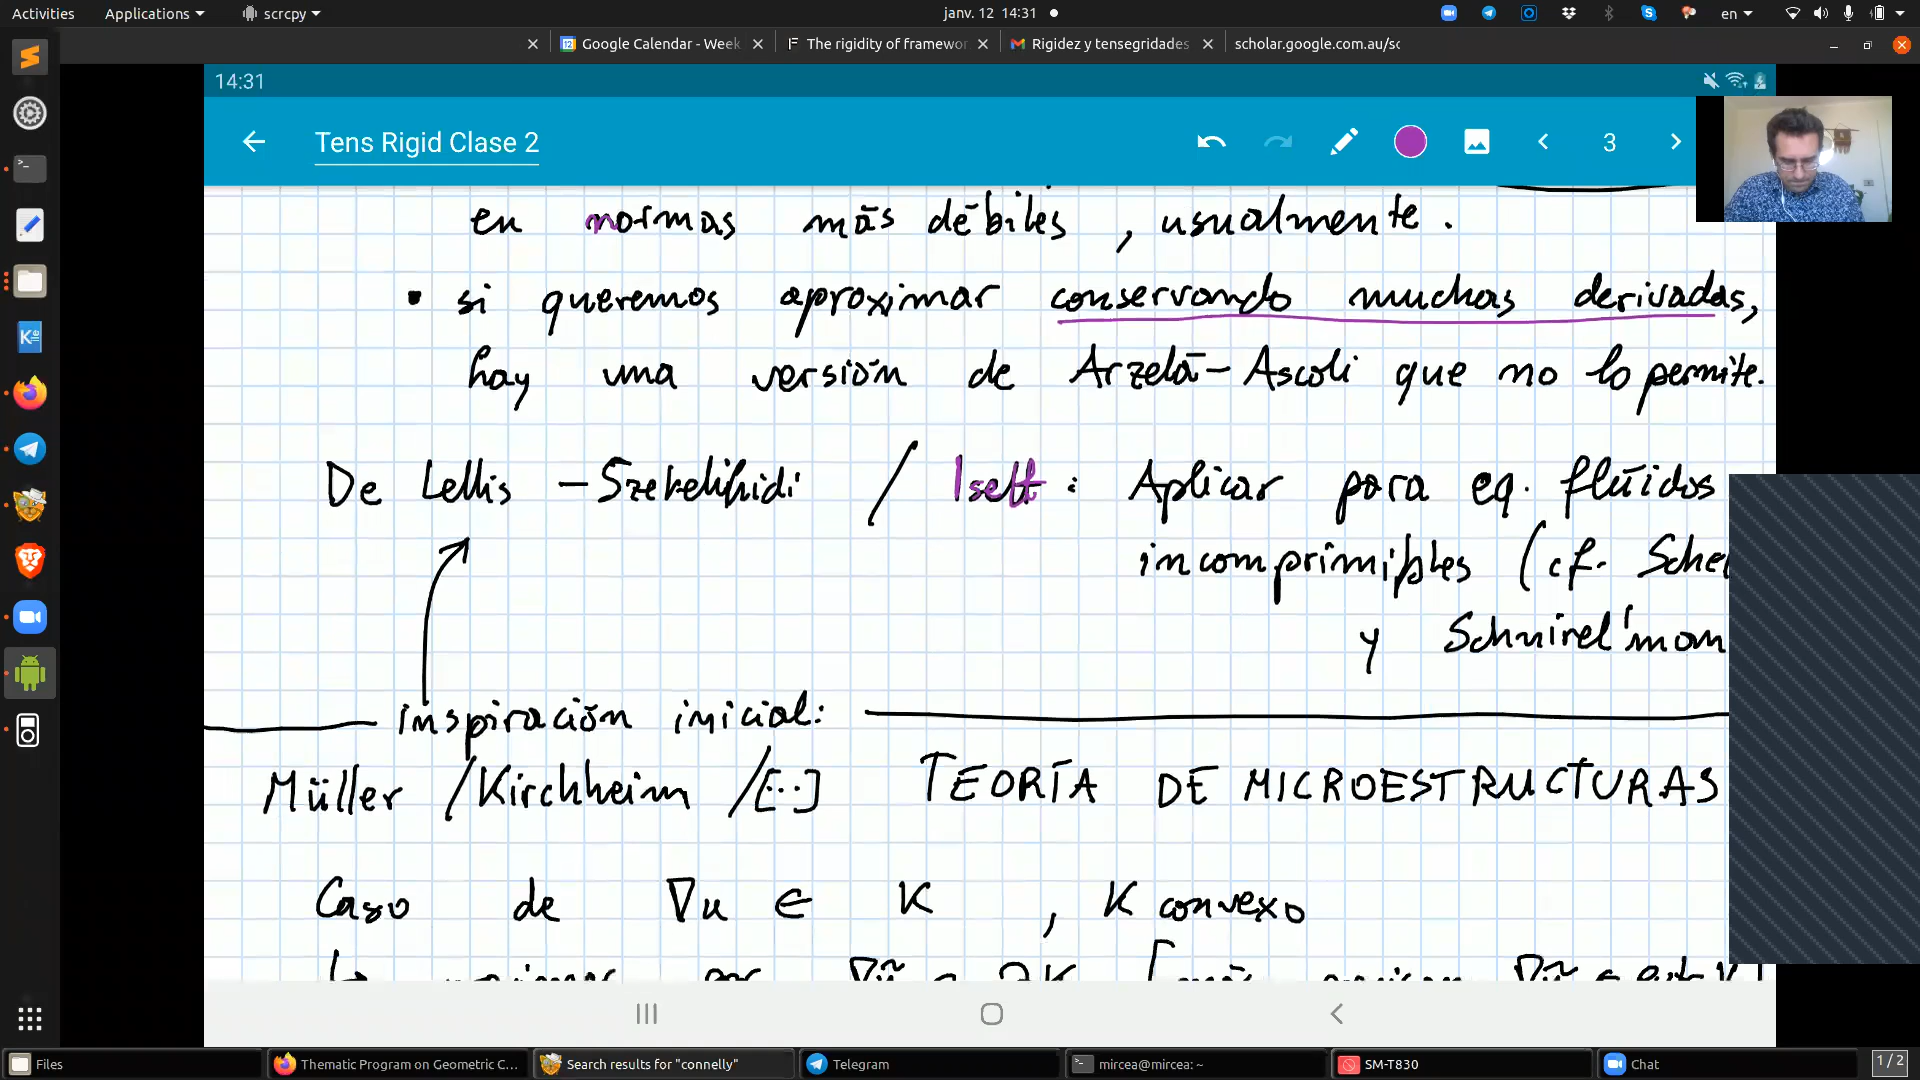 Activities Applications scrcpy janv. 12 14:31 en
Google Calendar - Week The rigidity of framewor Rigidez y tensegridades scholar.google.com.au/sc
14:31
Tens Rigid Clase 2 3
en normas más débiles, usualmente.
• si queremos aproximar conservando muchas derivadas,
hay una versión de Arzelá-Ascoli que no lo permite.
De Lellis - Szekelihidi / Isett: Aplicar para eq. fluídos
incomprimibles (cf. Sche
y Schnirel'man
inspiración inicial:
Müller / Kirchheim / [··] TEORÍA DE MICROESTRUCTURAS
Caso de ∇u ∈ K, K convexo
Files Thematic Program on Geometric C... Search results for "connelly" Telegram mircea@mircea: ~ SM-T830 Chat 1 / 2